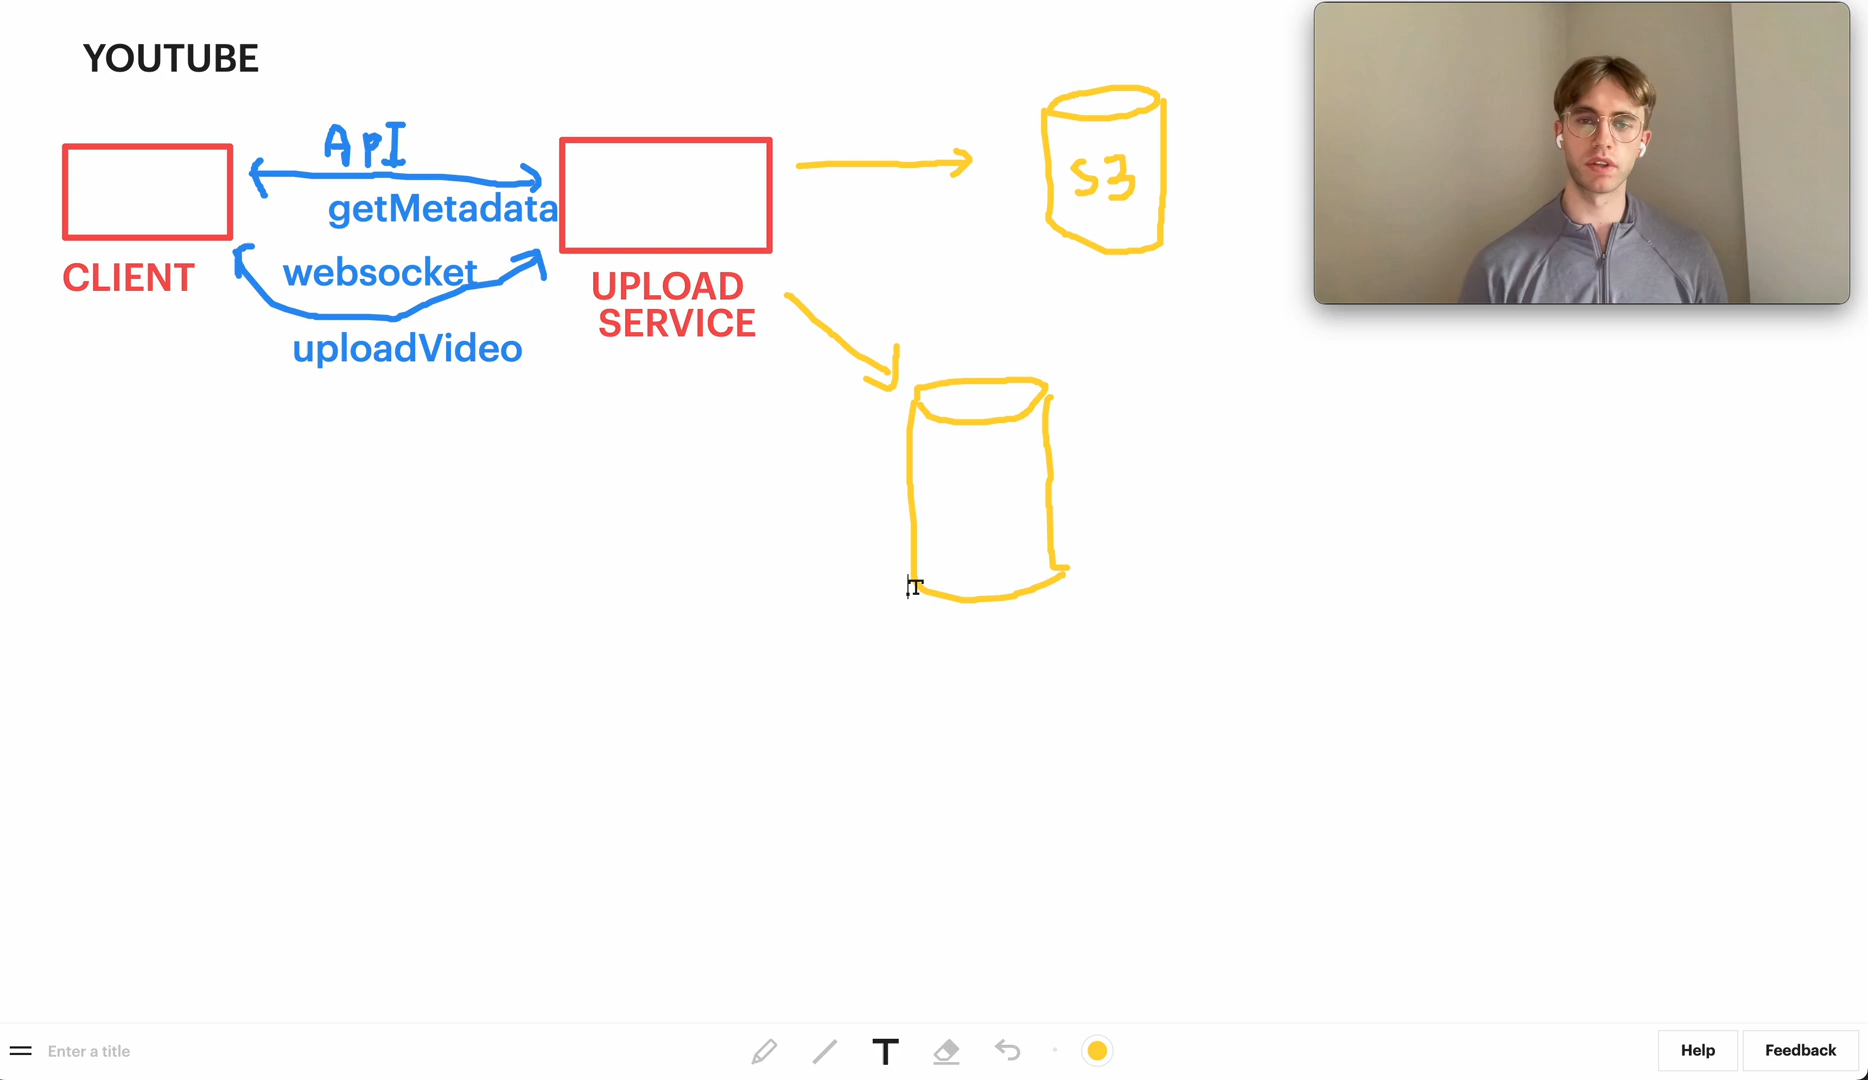 YOUTUBE
ApI
getMetadata
CLIENT
websocket
uploadVideo
UPLOAD
SERVICE
S3
Enter a title
T
Help
Feedback